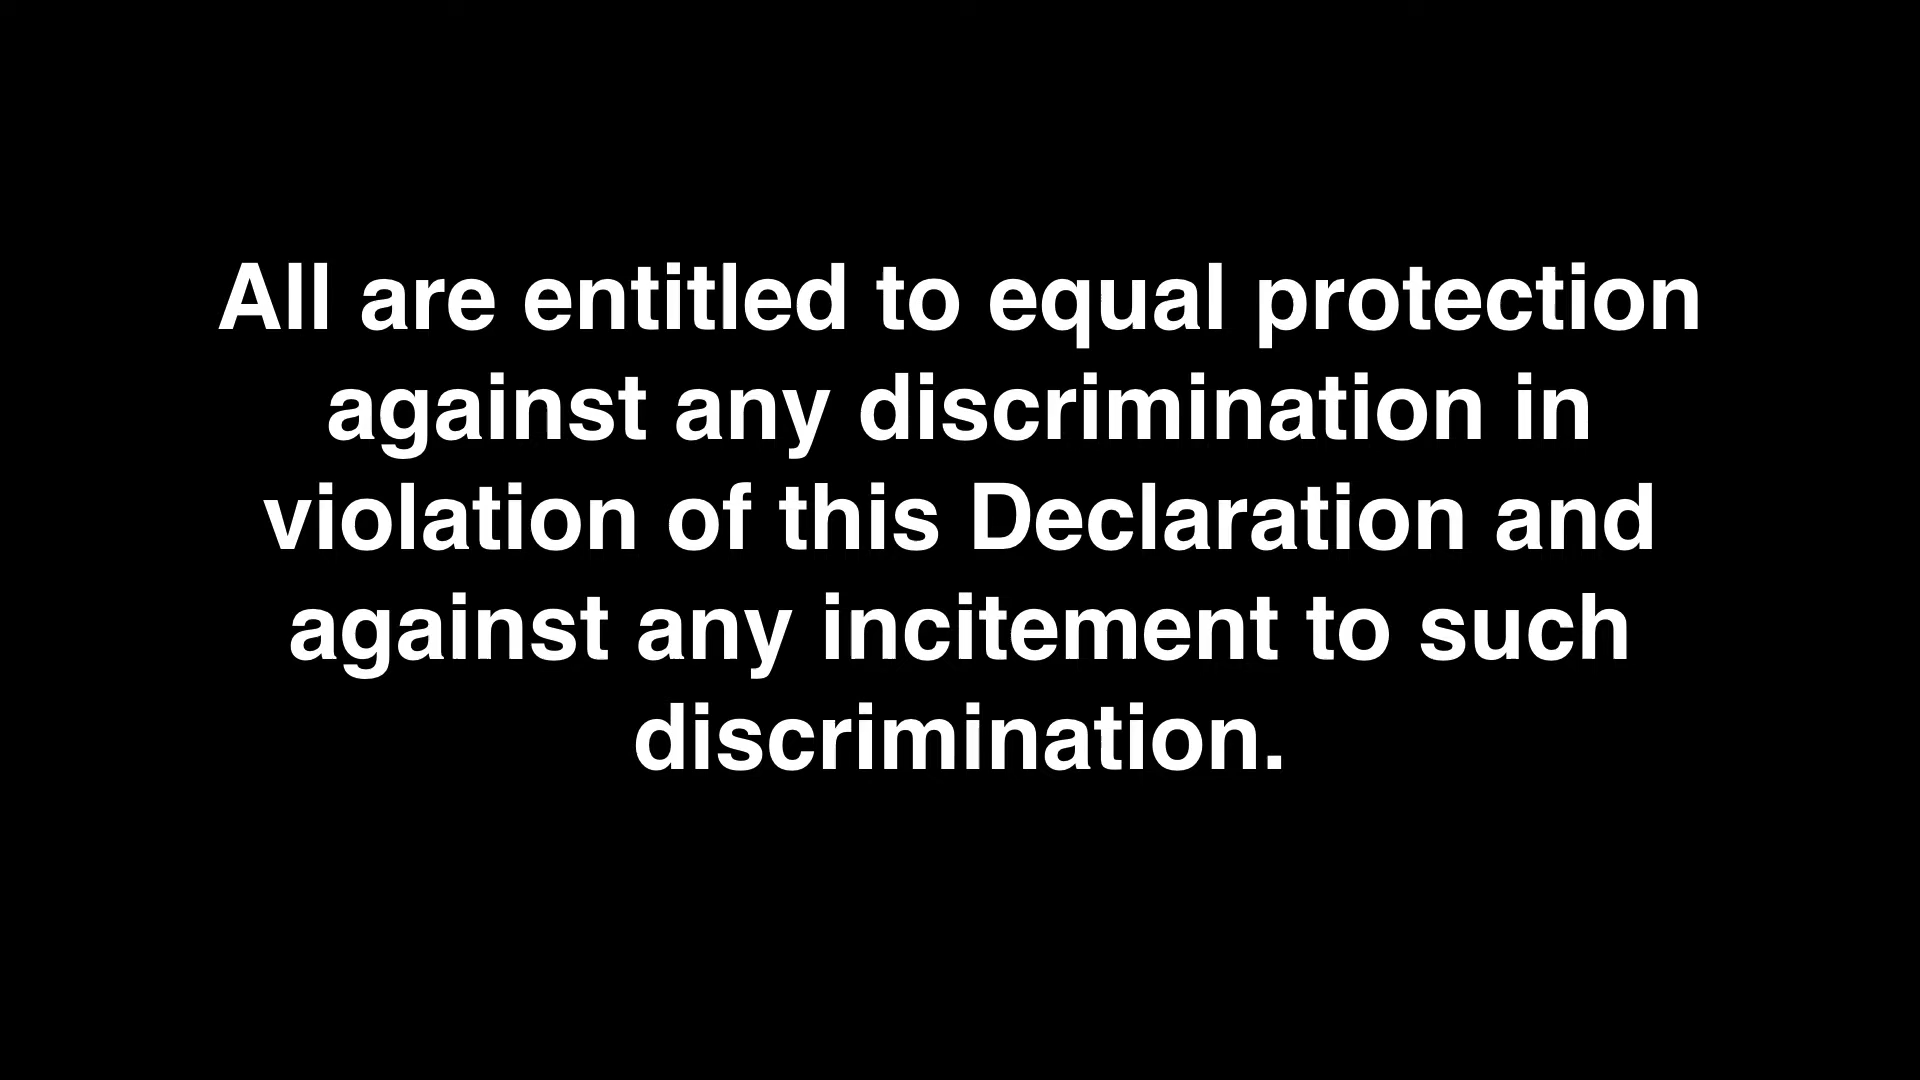 All are entitled to equal protection
against any discrimination in
violation of this Declaration and
against any incitement to such
discrimination.